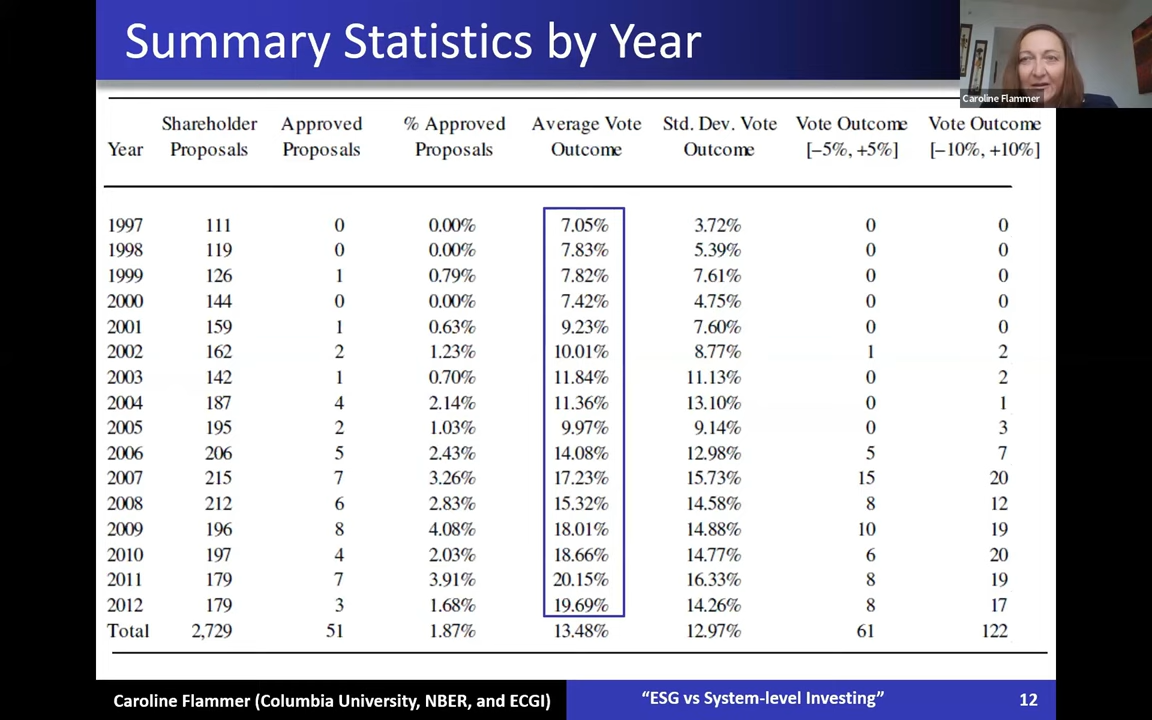 Summary Statistics by Year
Caroline Flammer
Shareholder Approved % Approved Average Vote Std. Dev. Vote Vote Outcome Vote Outcome
Year Proposals Proposals Proposals Outcome Outcome [−5%, +5%] [−10%, +10%]
1997 111 0 0.00% 7.05% 3.72% 0 0
1998 119 0 0.00% 7.83% 5.39% 0 0
1999 126 1 0.79% 7.82% 7.61% 0 0
2000 144 0 0.00% 7.42% 4.75% 0 0
2001 159 1 0.63% 9.23% 7.60% 0 0
2002 162 2 1.23% 10.01% 8.77% 1 2
2003 142 1 0.70% 11.84% 11.13% 0 2
2004 187 4 2.14% 11.36% 13.10% 0 1
2005 195 2 1.03% 9.97% 9.14% 0 3
2006 206 5 2.43% 14.08% 12.98% 5 7
2007 215 7 3.26% 17.23% 15.73% 15 20
2008 212 6 2.83% 15.32% 14.58% 8 12
2009 196 8 4.08% 18.01% 14.88% 10 19
2010 197 4 2.03% 18.66% 14.77% 6 20
2011 179 7 3.91% 20.15% 16.33% 8 19
2012 179 3 1.68% 19.69% 14.26% 8 17
Total 2,729 51 1.87% 13.48% 12.97% 61 122
Caroline Flammer (Columbia University, NBER, and ECGI) “ESG vs System-level Investing” 12